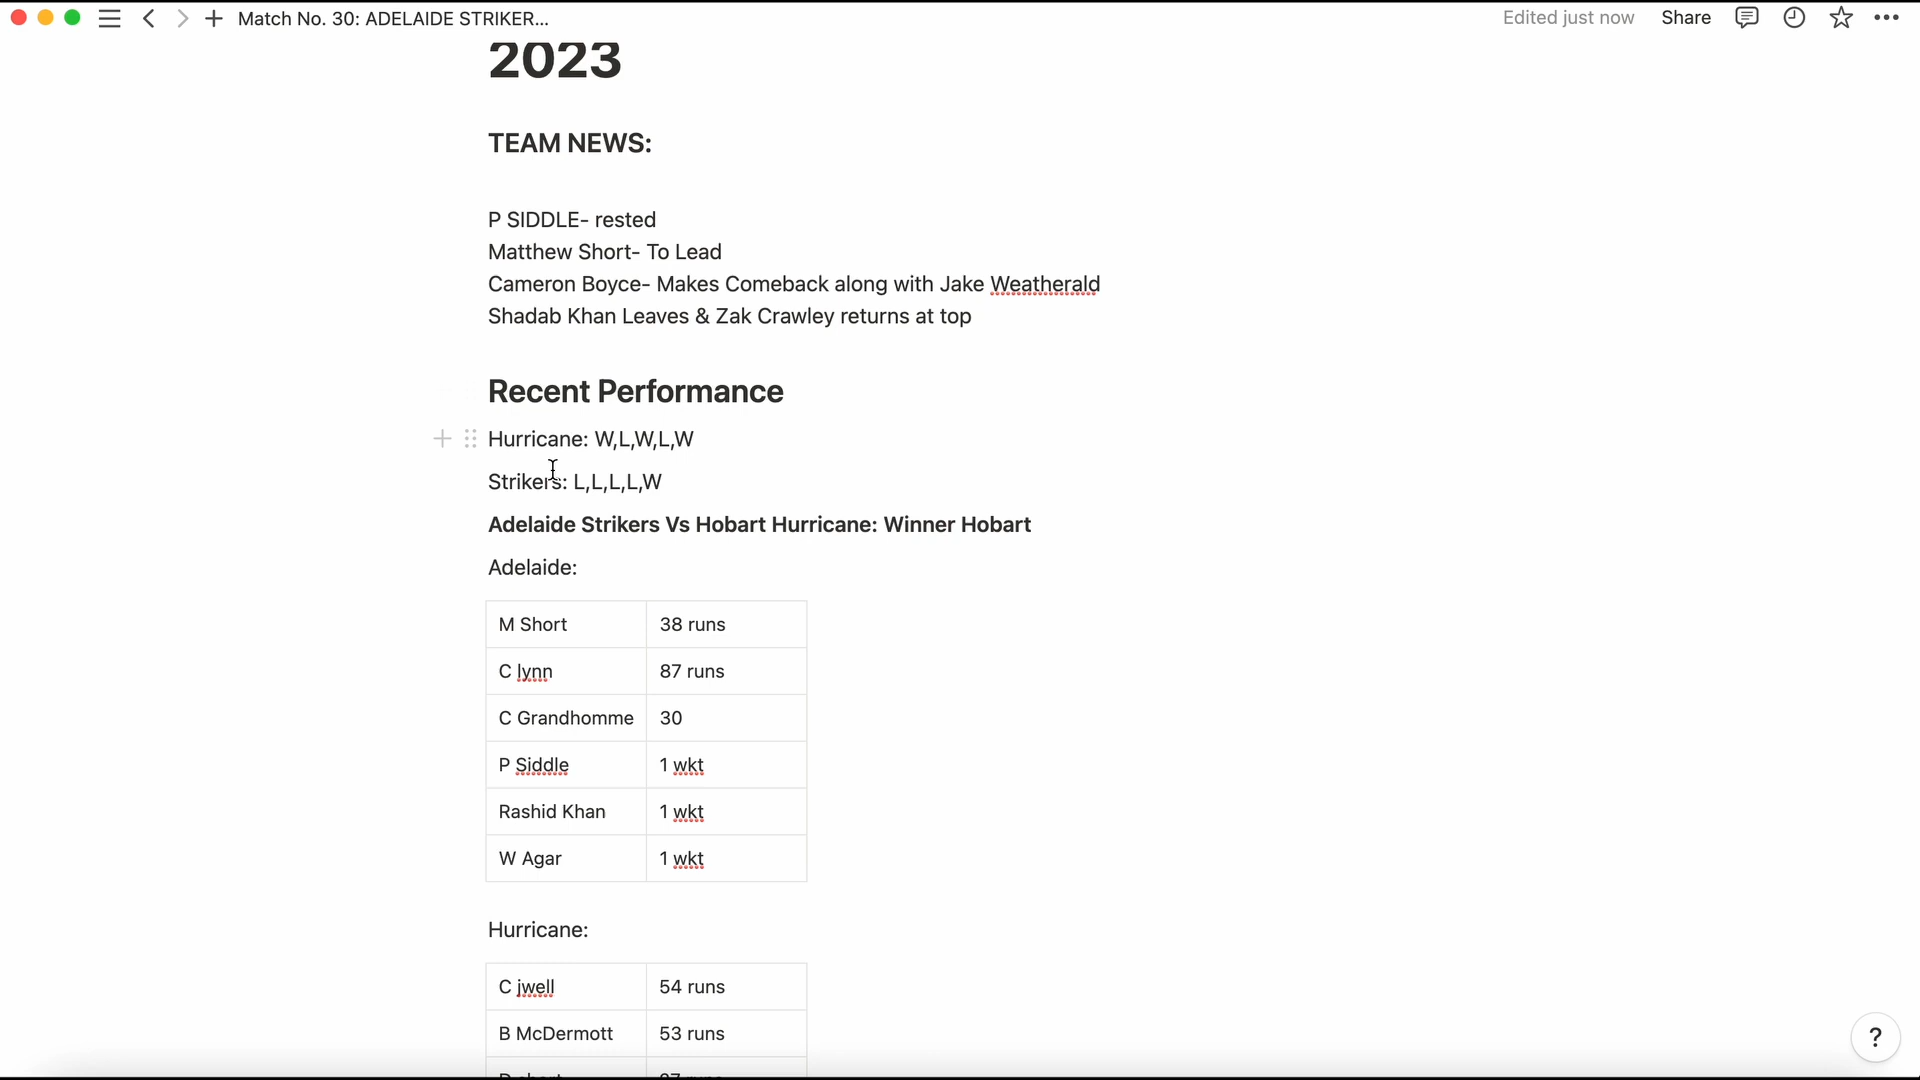 Match No. 30: ADELAIDE STRIKER...
Edited just now
Share
2023
TEAM NEWS:
P SIDDLE- rested
Matthew Short- To Lead
Cameron Boyce- Makes Comeback along with Jake Weatherald
Shadab Khan Leaves & Zak Crawley returns at top
Recent Performance
Hurricane: W,L,W,L,W
Strikers: L,L,L,L,W
Adelaide Strikers Vs Hobart Hurricane: Winner Hobart
Adelaide:
M Short 38 runs
C lynn 87 runs
C Grandhomme 30
P Siddle 1 wkt
Rashid Khan 1 wkt
W Agar 1 wkt
Hurricane:
C jwell 54 runs
B McDermott 53 runs
?